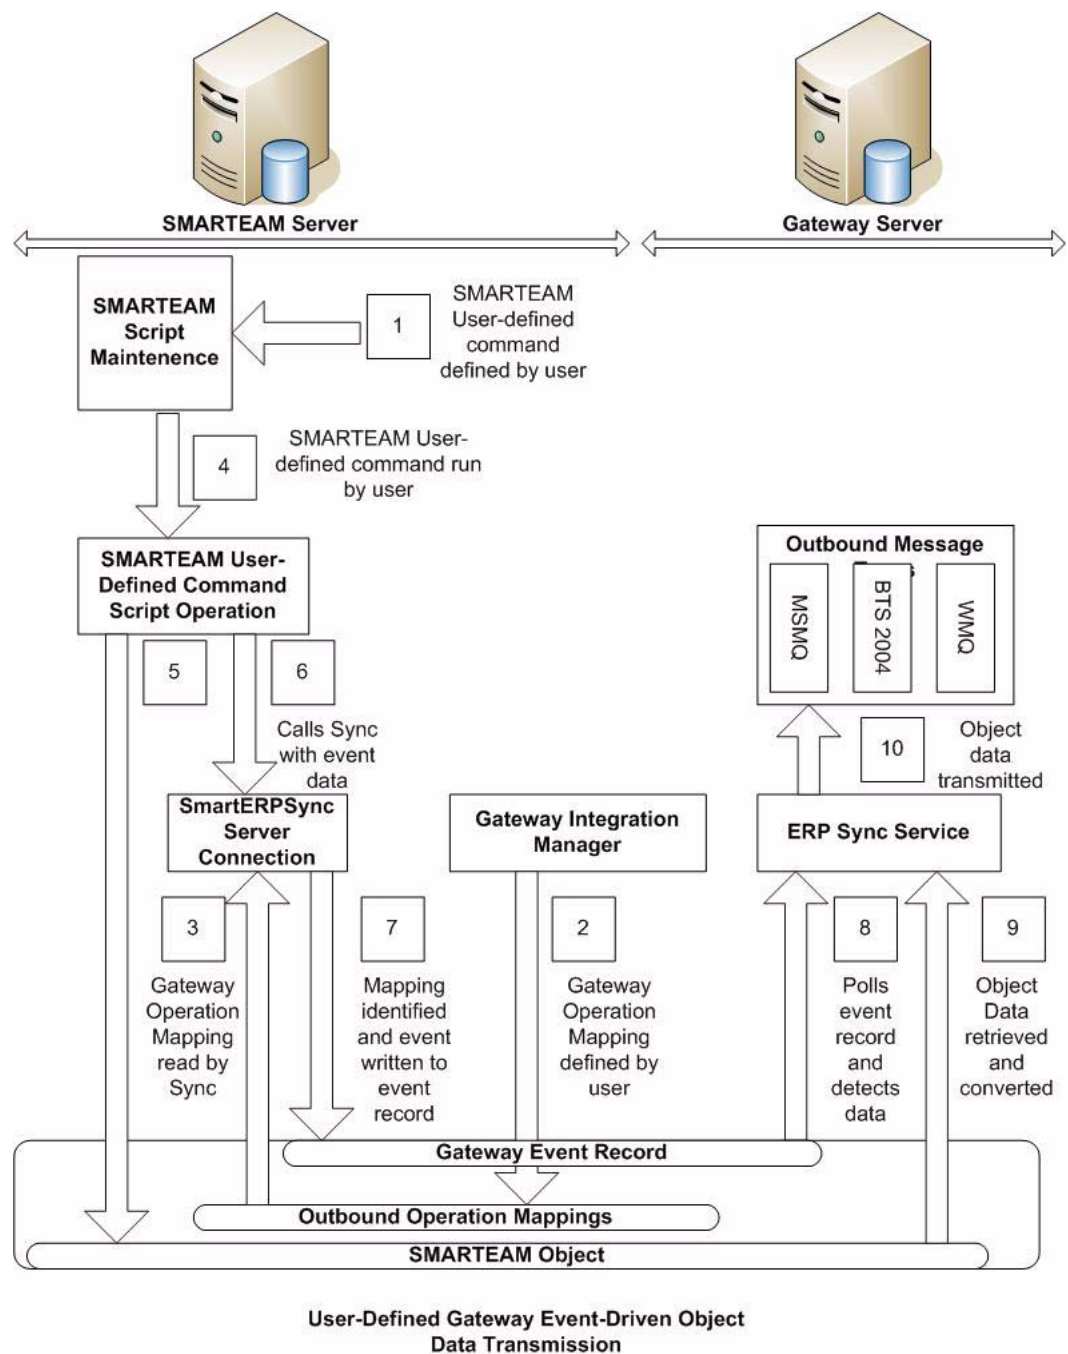 SMARTEAM Server
Gateway Server
SMARTEAM
Script
Maintenence
1
SMARTEAM
User-defined
command
defined by user
4
SMARTEAM User-
defined command run
by user
SMARTEAM User-
Defined Command
Script Operation
Outbound Message
MSMQ
BTS 2004
WMQ
5
6
Calls Sync
with event
data
10
Object
data
transmitted
SmartERPSync
Server
Connection
Gateway Integration
Manager
ERP Sync Service
3
Gateway
Operation
Mapping
read by
Sync
7
Mapping
identified
and event
written to
event
record
2
Gateway
Operation
Mapping
defined by
user
8
Polls
event
record and
detects
data
9
Object
Data
retrieved
and
converted
Gateway Event Record
Outbound Operation Mappings
SMARTEAM Object
User-Defined Gateway Event-Driven Object
Data Transmission